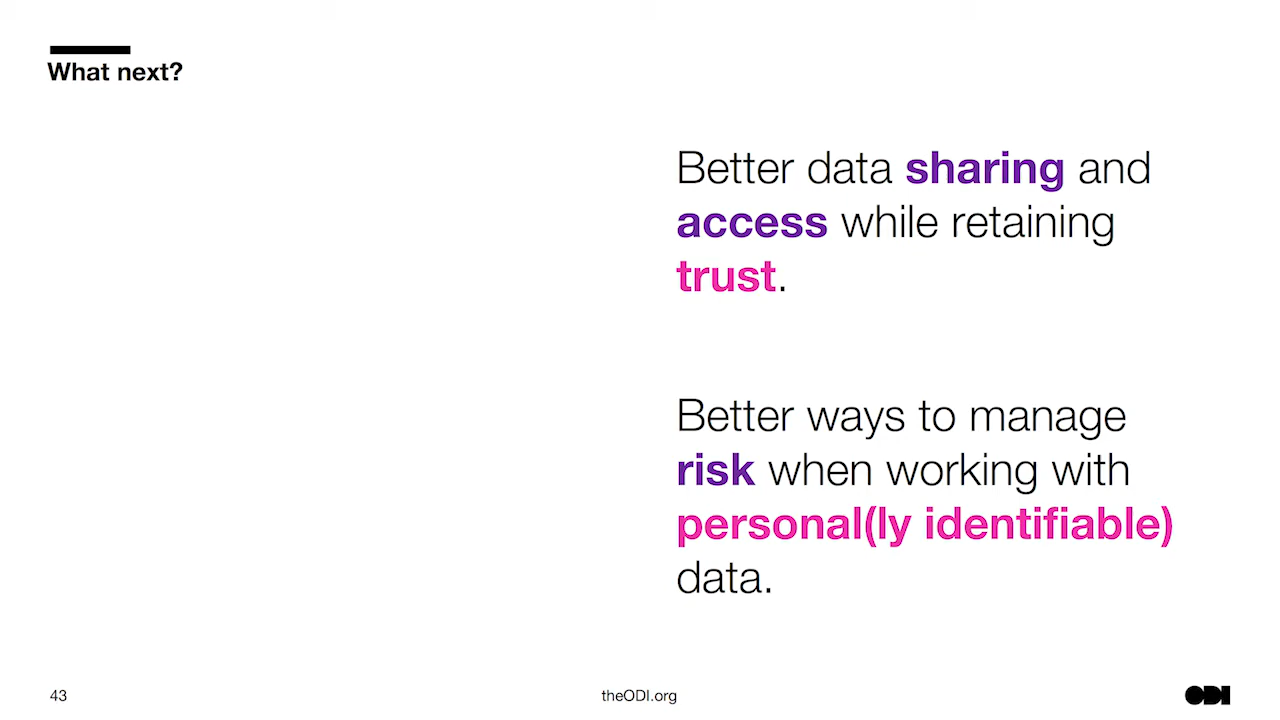 What next?
Better data sharing and
access while retaining
trust.
Better ways to manage
risk when working with
personal(ly identifiable)
data.
43
theODI.org
ODI